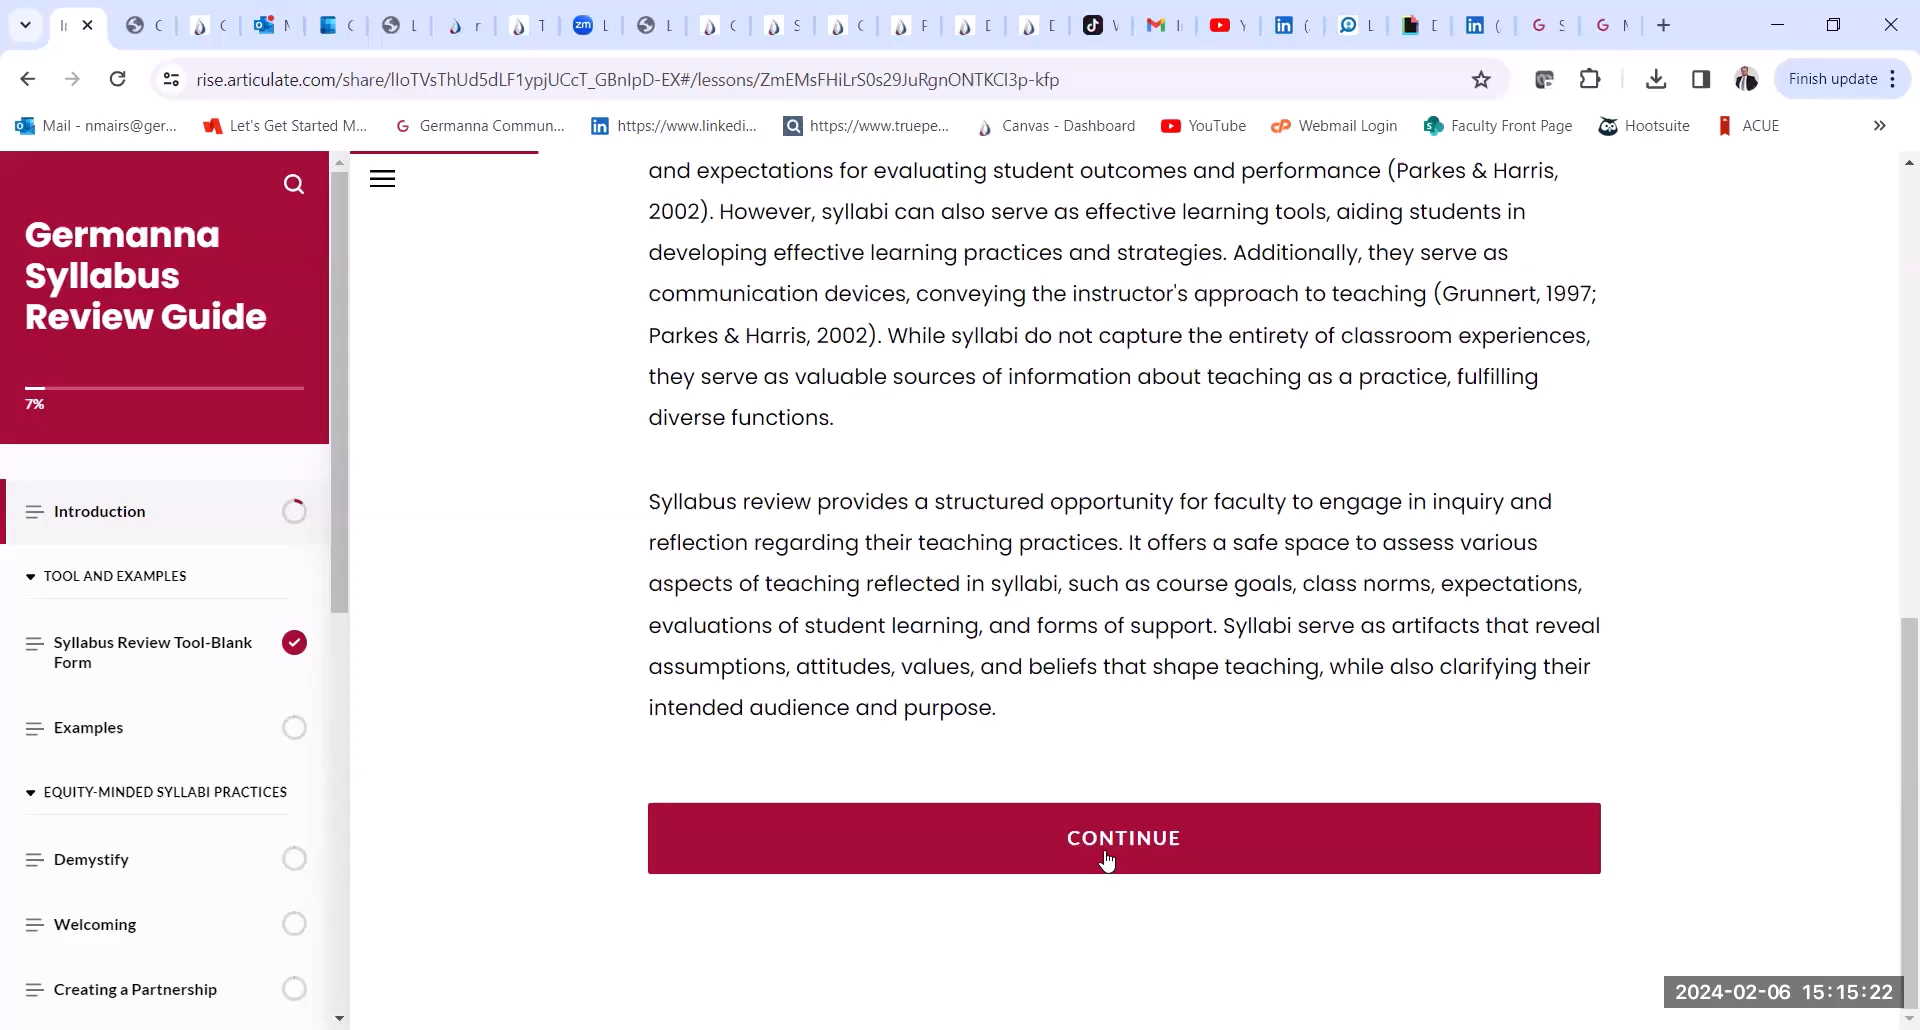 rise.articulate.com/share/lIoTVsThUd5dLF1ypjUCcT_GBnIpD-EX#/lessons/ZmEMsFHiLrS0s29JuRgnONTKCI3p-kfp
Finish update
Mail - nmairs@ger...
Let's Get Started M...
Germanna Commun...
https://www.linkedi...
https://www.truepe...
Canvas - Dashboard
YouTube
Webmail Login
Faculty Front Page
Hootsuite
ACUE
Germanna
Syllabus
Review Guide
7%
Introduction
TOOL AND EXAMPLES
Syllabus Review Tool-Blank
Form
Examples
EQUITY-MINDED SYLLABI PRACTICES
Demystify
Welcoming
Creating a Partnership
and expectations for evaluating student outcomes and performance (Parkes & Harris,
2002). However, syllabi can also serve as effective learning tools, aiding students in
developing effective learning practices and strategies. Additionally, they serve as
communication devices, conveying the instructor's approach to teaching (Grunnert, 1997;
Parkes & Harris, 2002). While syllabi do not capture the entirety of classroom experiences,
they serve as valuable sources of information about teaching as a practice, fulfilling
diverse functions.
Syllabus review provides a structured opportunity for faculty to engage in inquiry and
reflection regarding their teaching practices. It offers a safe space to assess various
aspects of teaching reflected in syllabi, such as course goals, class norms, expectations,
evaluations of student learning, and forms of support. Syllabi serve as artifacts that reveal
assumptions, attitudes, values, and beliefs that shape teaching, while also clarifying their
intended audience and purpose.
CONTINUE
2024-02-06 15:15:22